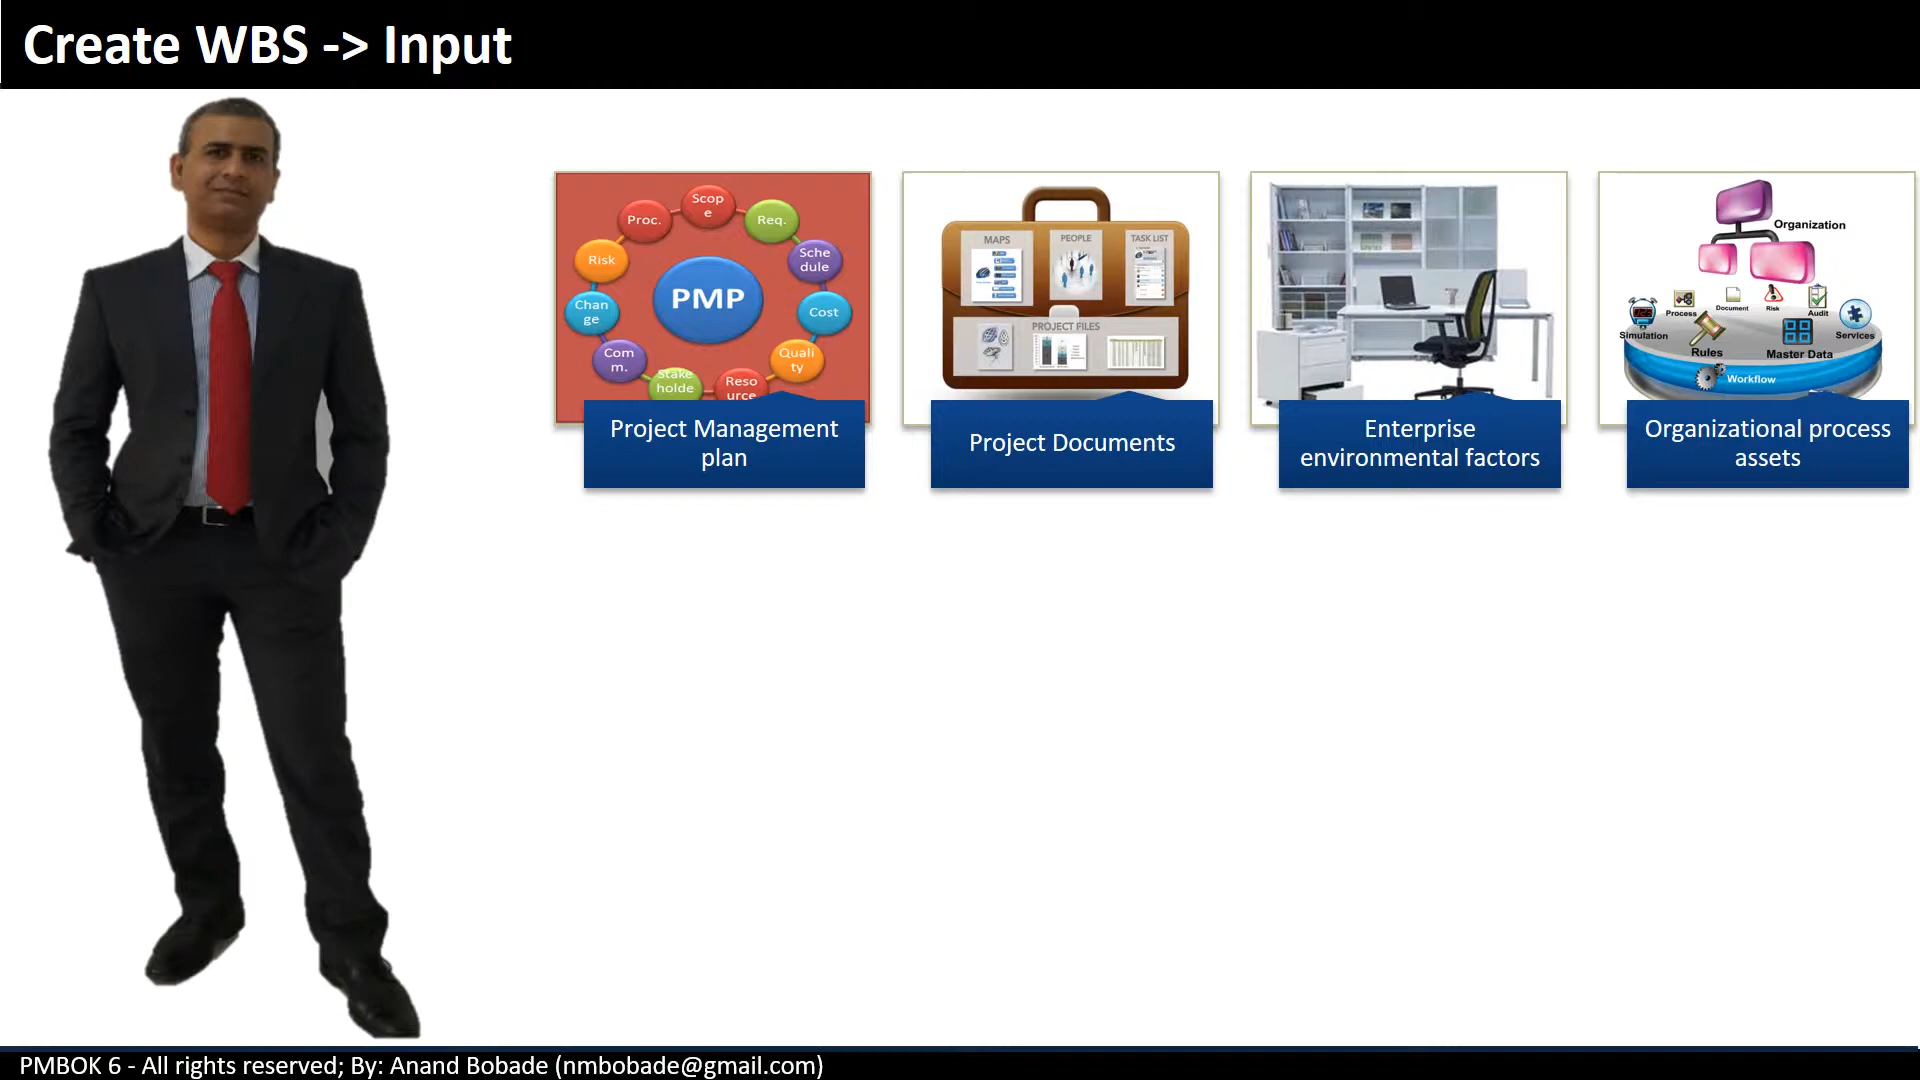 Create WBS -> Input
Scop
e
Proc.
Req.
Risk
Sche
dule
PMP
Chan
ge
Cost
Com
m.
Quali
ty
Stake
holde
Reso
urce
Project Management
plan
MAPS
PEOPLE
TASK LIST
PROJECT FILES
Project Documents
Enterprise
environmental factors
Organization
Process
Document
Risk
Audit
Simulation
Services
Rules
Master Data
Workflow
Organizational process
assets
PMBOK 6 - All rights reserved; By: Anand Bobade (nmbobade@gmail.com)